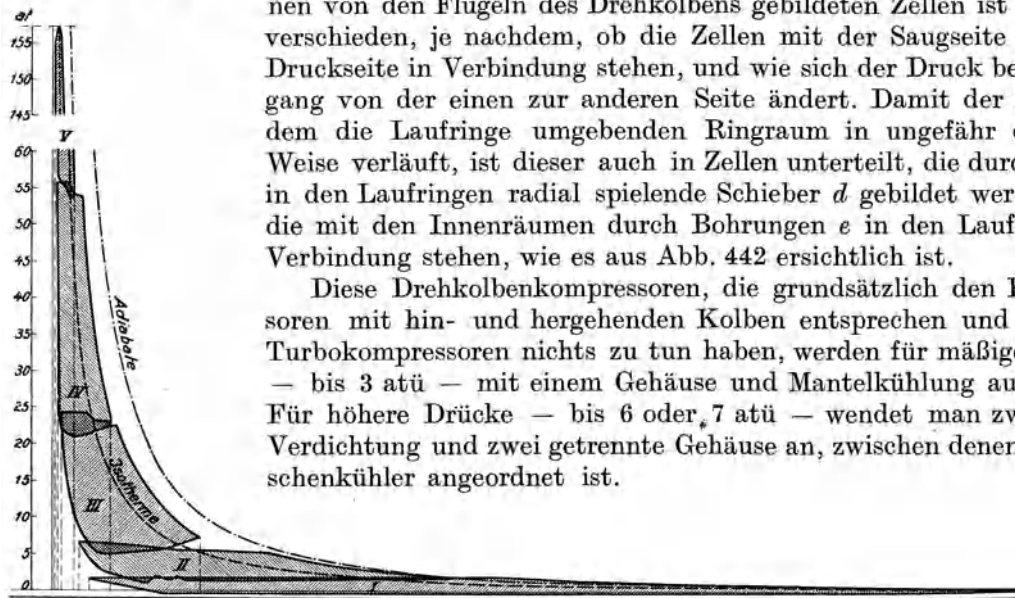 nen von den Flügeln des Drehkolbens gebildeten Zellen ist
verschieden, je nachdem, ob die Zellen mit der Saugseite
Druckseite in Verbindung stehen, und wie sich der Druck be
gang von der einen zur anderen Seite ändert. Damit der
dem die Laufringe umgebenden Ringraum in ungefähr
Weise verläuft, ist dieser auch in Zellen unterteilt, die durc
in den Laufringen radial spielende Schieber d gebildet wer
die mit den Innenräumen durch Bohrungen e in den Lauf
Verbindung stehen, wie es aus Abb. 442 ersichtlich ist.
Diese Drehkolbenkompressoren, die grundsätzlich den
soren mit hin- und hergehenden Kolben entsprechen und
Turbokompressoren nichts zu tun haben, werden für mäßige
— bis 3 atü — mit einem Gehäuse und Mantelkühlung au
Für höhere Drücke — bis 6 oder 7 atü — wendet man zw
Verdichtung und zwei getrennte Gehäuse an, zwischen denen
schenkühler angeordnet ist.
at
155
150
145
60
55
50
45
40
35
30
25
20
15
10
5
0
V
IV
III
II
I
Adiabate
Isotherme